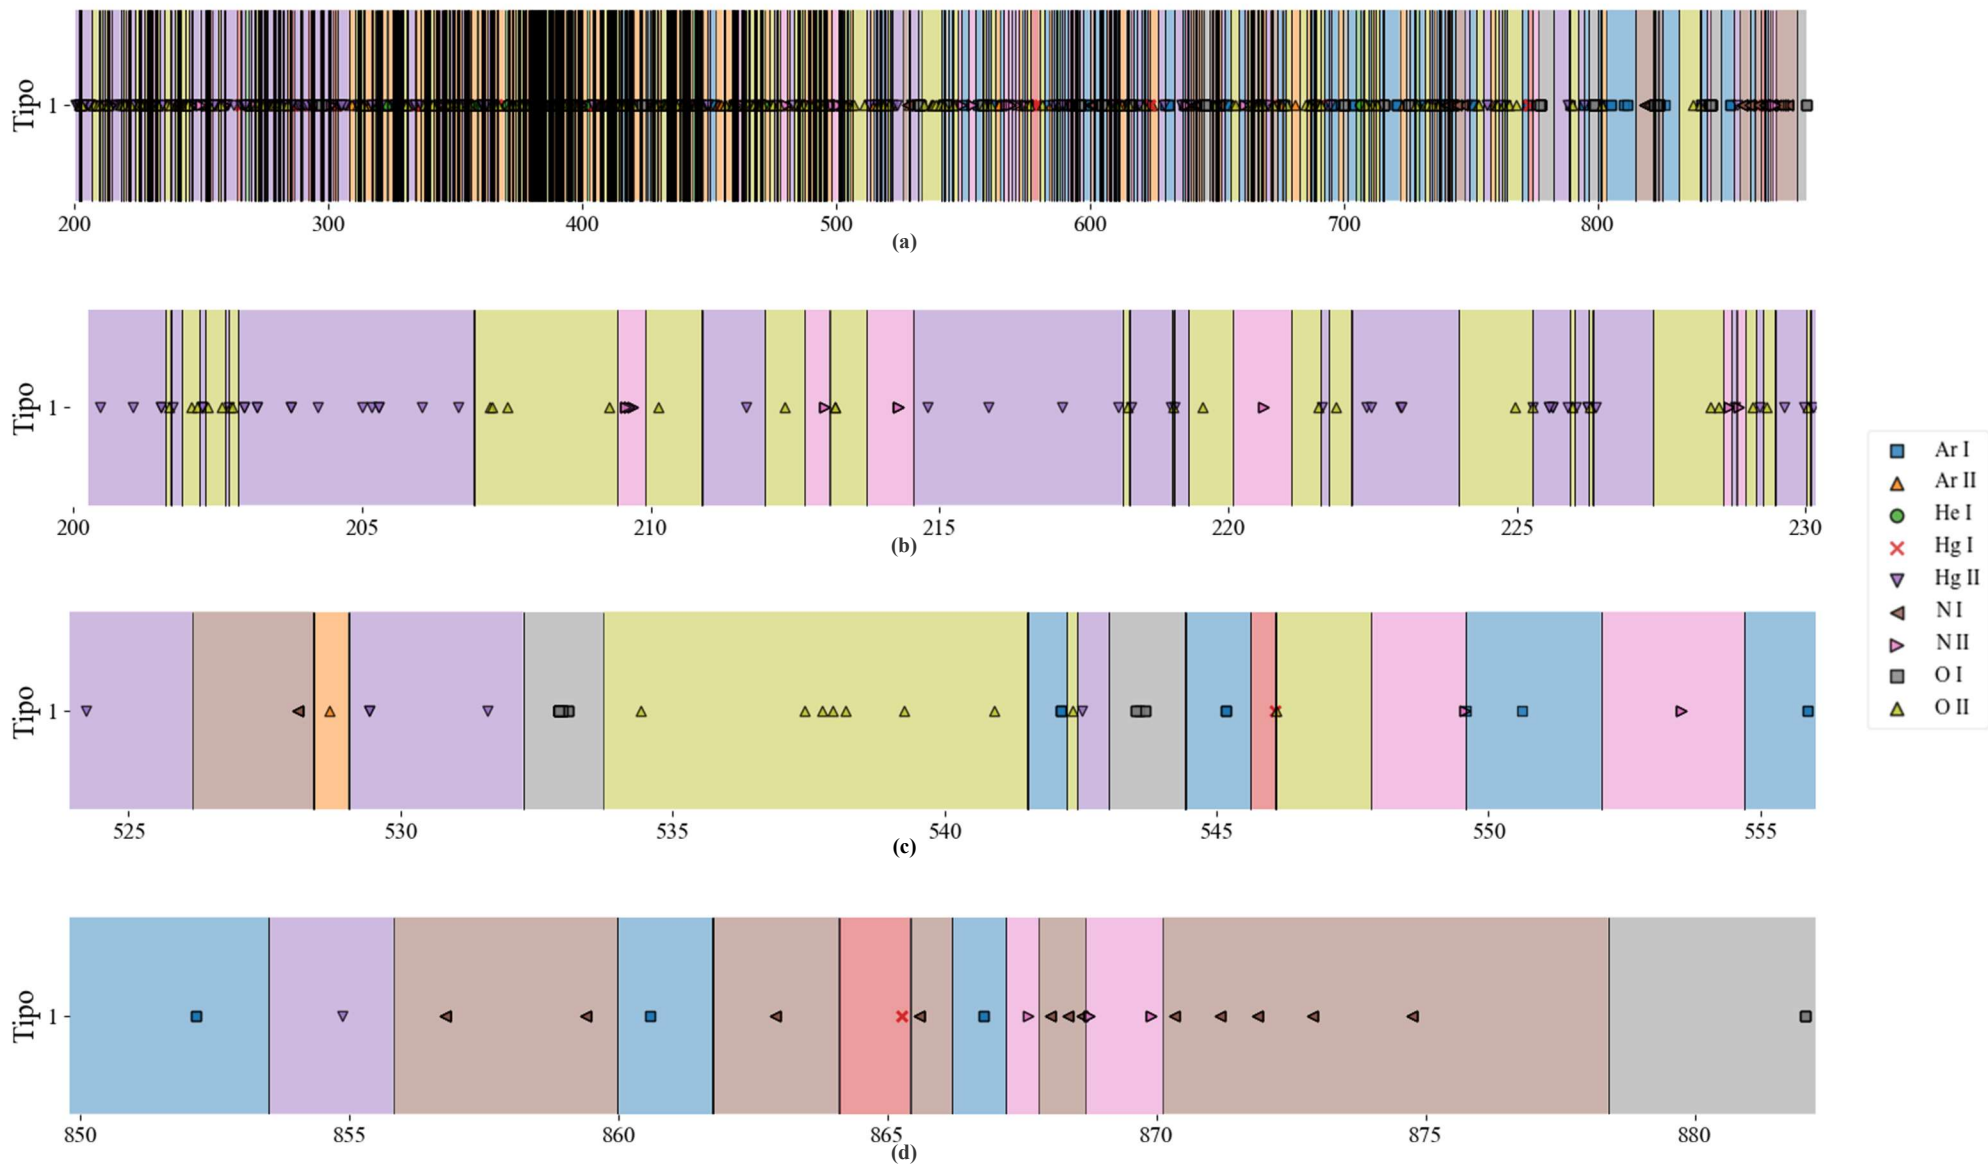 Tipo
1
200 300 400 500 600 700 800
(a)
Tipo
1
200 205 210 215 220 225 230
(b)
Ar I
Ar II
He I
Hg I
Hg II
N I
N II
O I
O II
Tipo
1
525 530 535 540 545 550 555
(c)
Tipo
1
850 855 860 865 870 875 880
(d)